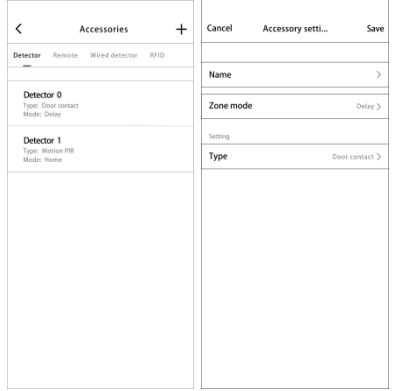 Accessories
Detector Remote Wired detector RFID
Detector 0
Type: Door contact
Mode: Delay
Detector 1
Type: Motion PIR
Mode: Home
Cancel Accessory setti... Save
Name
Zone mode Delay
Setting
Type Door contact